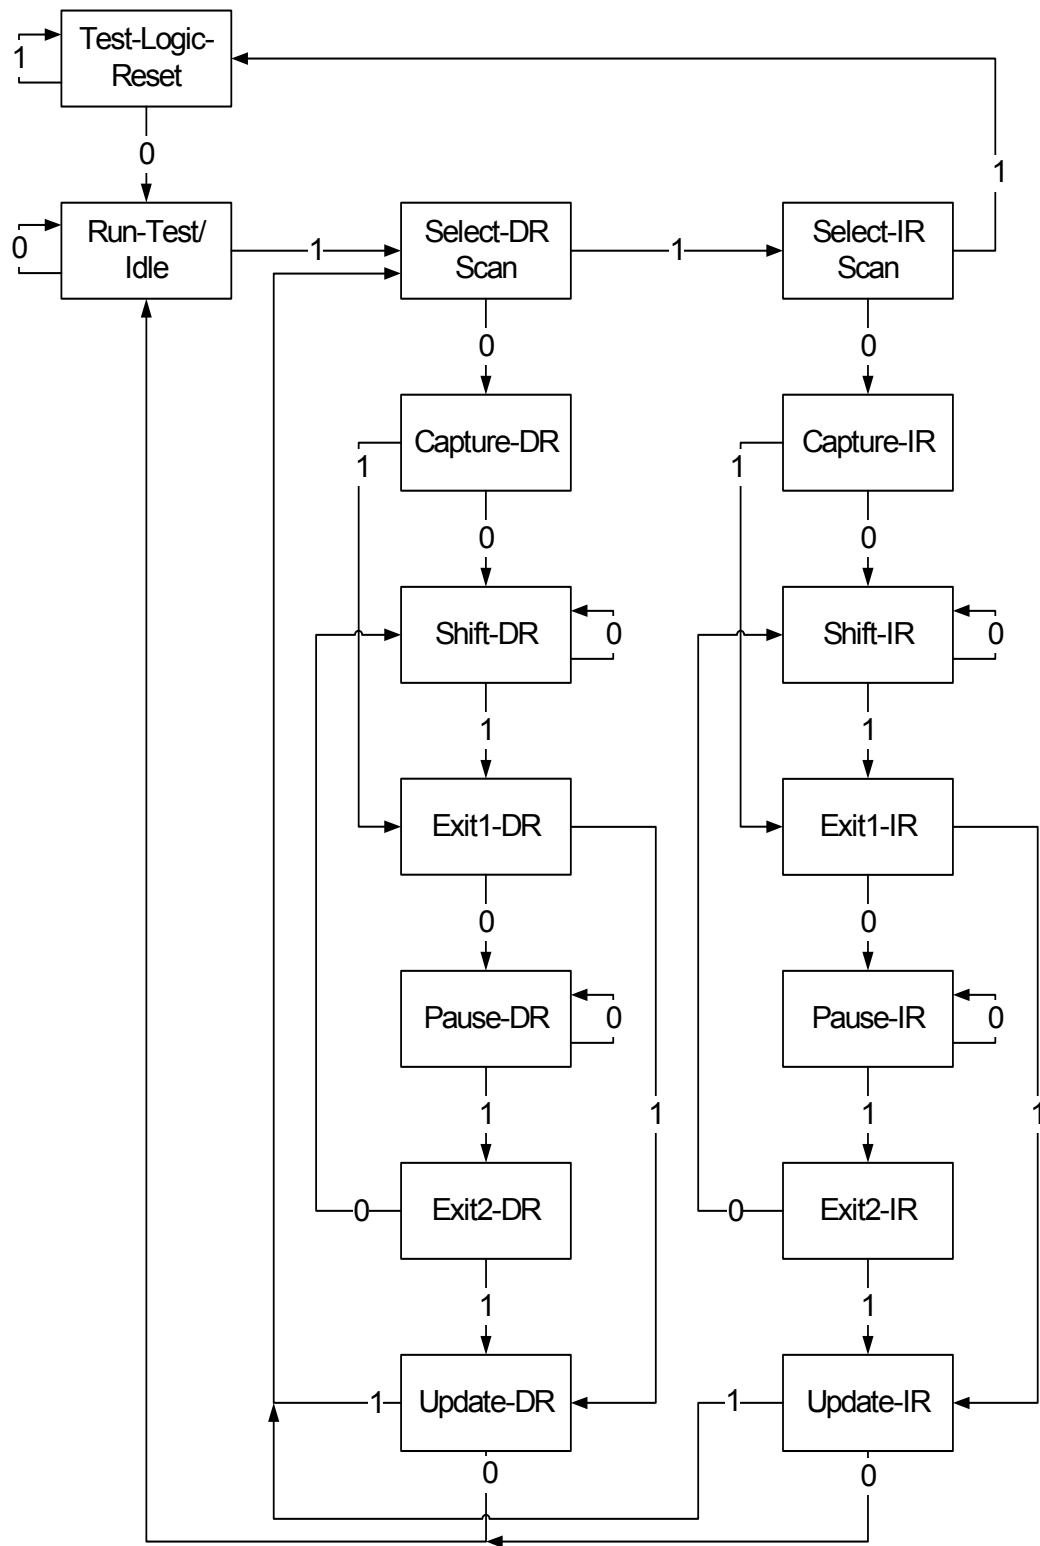 Test-Logic-
Reset
1
0
1
Run-Test/
Idle
0
1
Select-DR
Scan
1
Select-IR
Scan
0
0
Capture-DR
Capture-IR
1
1
0
0
Shift-DR
0
Shift-IR
0
1
1
Exit1-DR
Exit1-IR
0
0
Pause-DR
0
Pause-IR
0
1
1
1
1
Exit2-DR
0
Exit2-IR
0
1
1
Update-DR
1
Update-IR
1
0
0